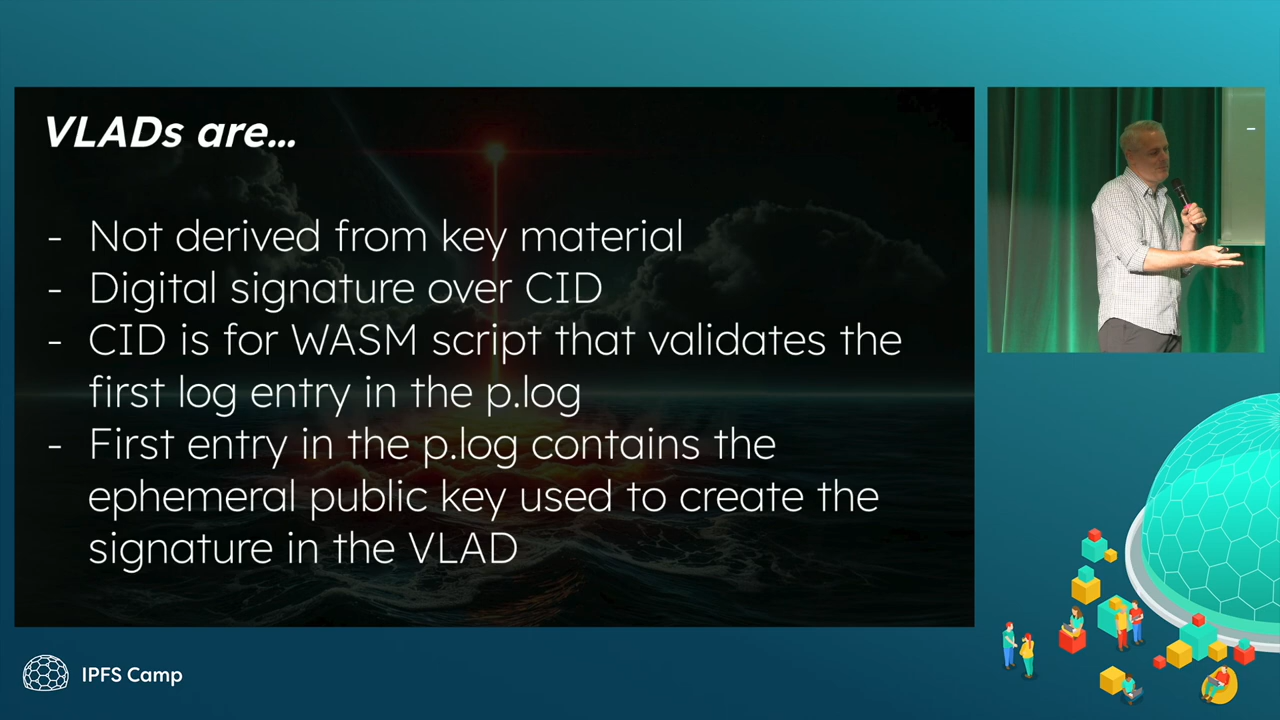 VLADs are...
- Not derived from key material
- Digital signature over CID
- CID is for WASM script that validates the
first log entry in the p.log
- First entry in the p.log contains the
ephemeral public key used to create the
signature in the VLAD
IPFS Camp